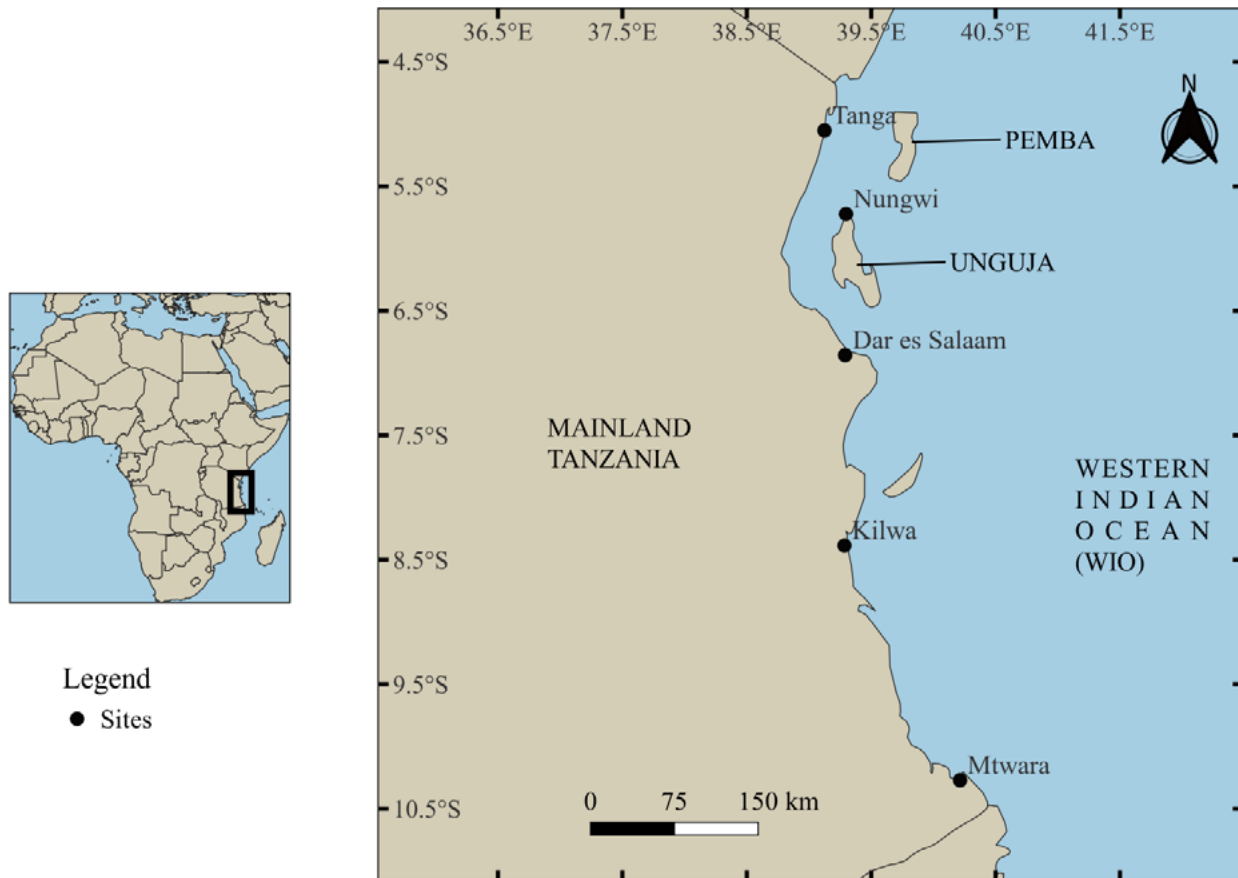 36.5°E 37.5°E 38.5°E 39.5°E 40.5°E 41.5°E
4.5°S
N
Tanga
PEMBA
5.5°S
Nungwi
UNGUJA
6.5°S
Dar es Salaam
7.5°S
MAINLAND
TANZANIA
WESTERN
INDIAN
OCEAN
(WIO)
Kilwa
8.5°S
9.5°S
Mtwara
10.5°S
0 75 150 km
Legend
Sites